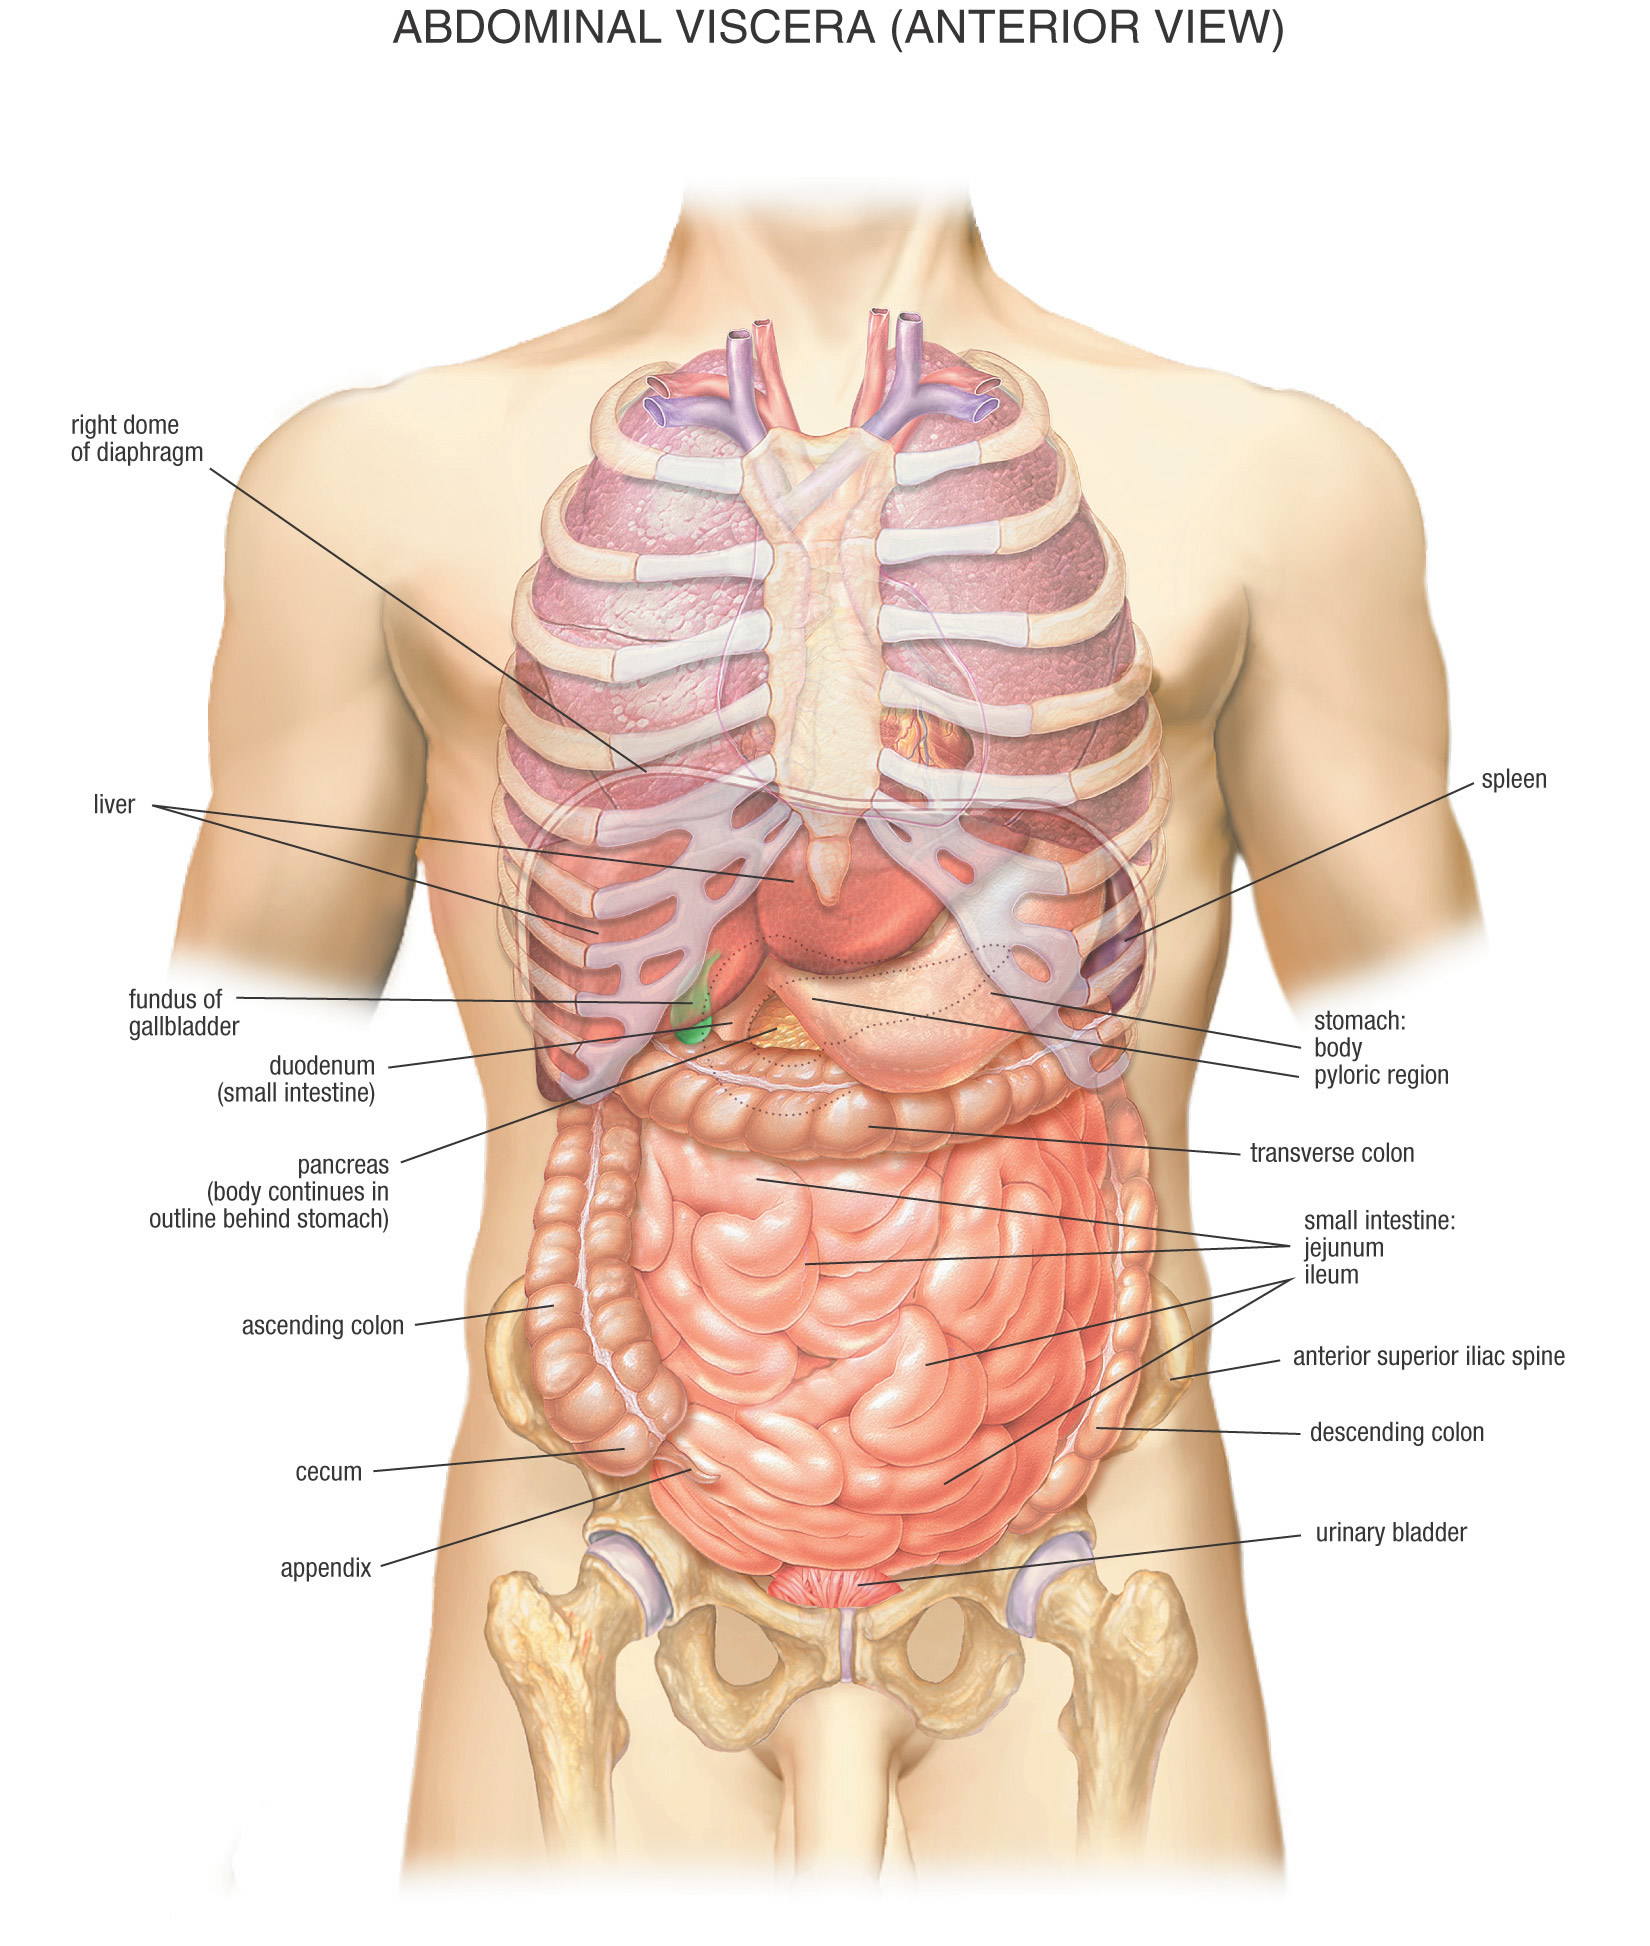 ABDOMINAL VISCERA (ANTERIOR VIEW)
right dome
of diaphragm
liver
fundus of
gallbladder
duodenum
(small intestine)
pancreas
(body continues in
outline behind stomach)
ascending colon
cecum
appendix
spleen
stomach:
body
pyloric region
transverse colon
small intestine:
jejunum
ileum
anterior superior iliac spine
descending colon
urinary bladder